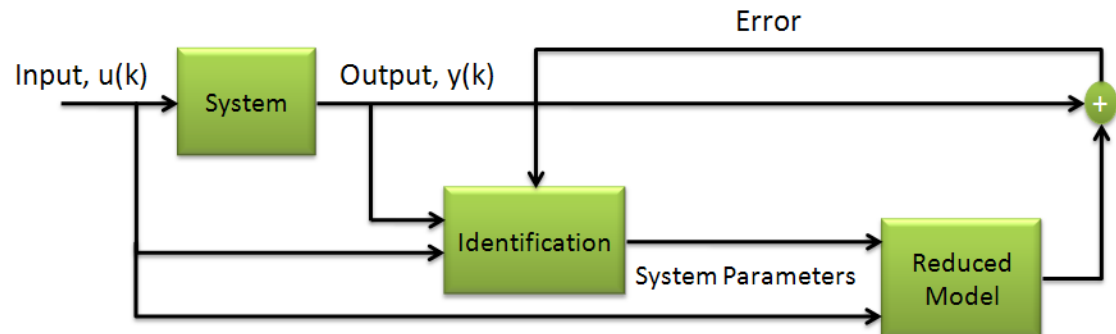 Error
Input, u(k)
Output, y(k)
System
+
Identification
System Parameters
Reduced
Model